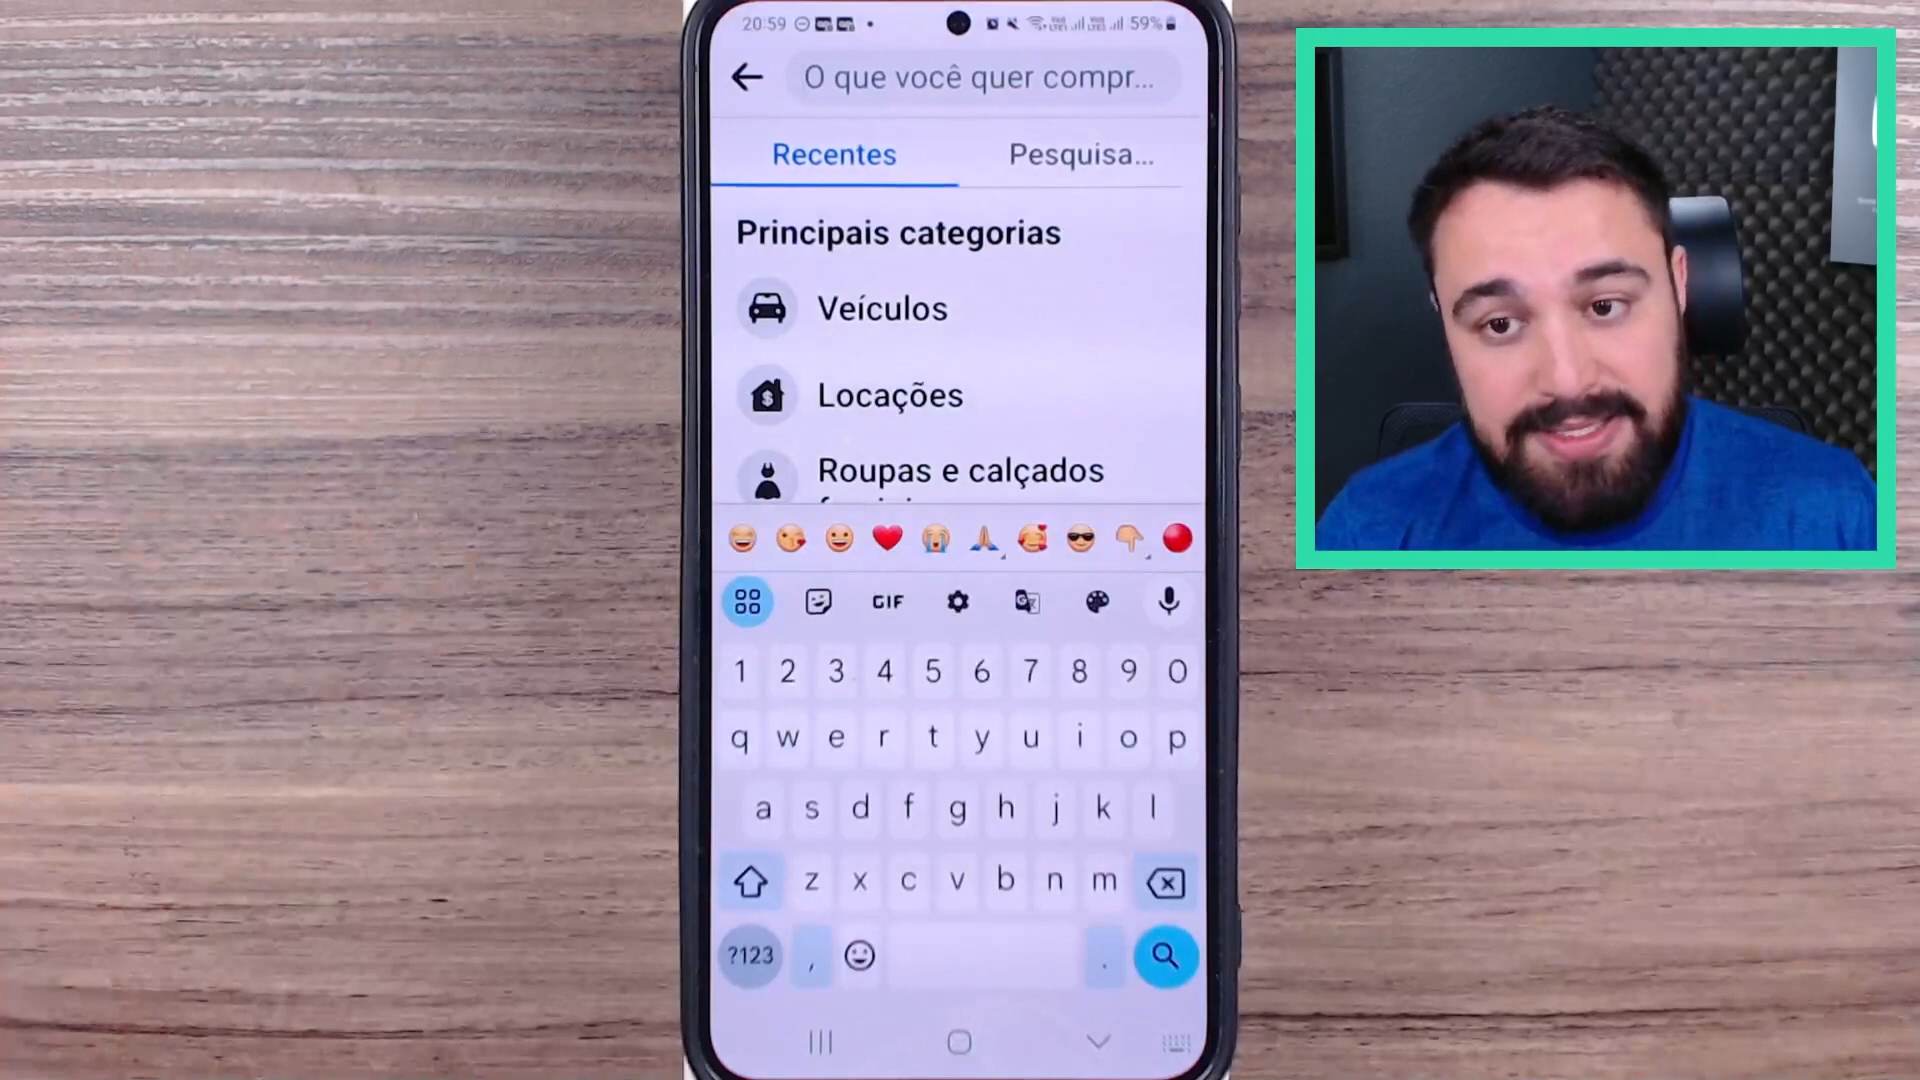 20:59
59%
O que você quer compr...
Recentes
Pesquisa...
Principais categorias
Veículos
Locações
Roupas e calçados
GIF
1 2 3 4 5 6 7 8 9 0
q w e r t y u i o p
a s d f g h j k l
z x c v b n m
?123 , .